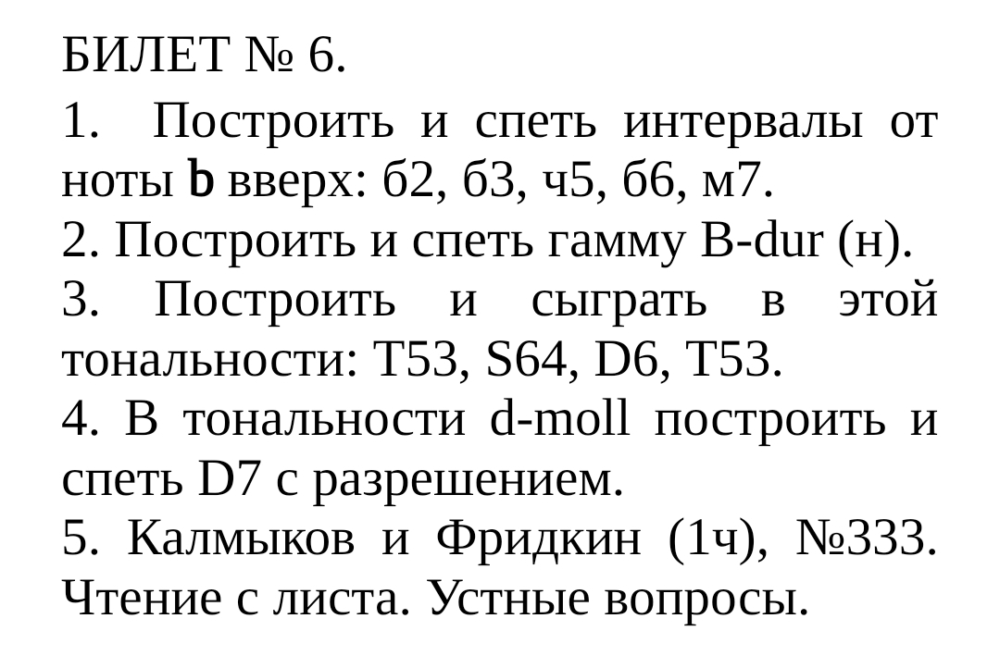 БИЛЕТ № 6.
1. Построить и спеть интервалы от
ноты b вверх: б2, б3, ч5, б6, м7.
2. Построить и спеть гамму B-dur (н).
3. Построить и сыграть в этой
тональности: Т53, S64, D6, Т53.
4. В тональности d-moll построить и
спеть D7 с разрешением.
5. Калмыков и Фридкин (1ч), №333.
Чтение с листа. Устные вопросы.